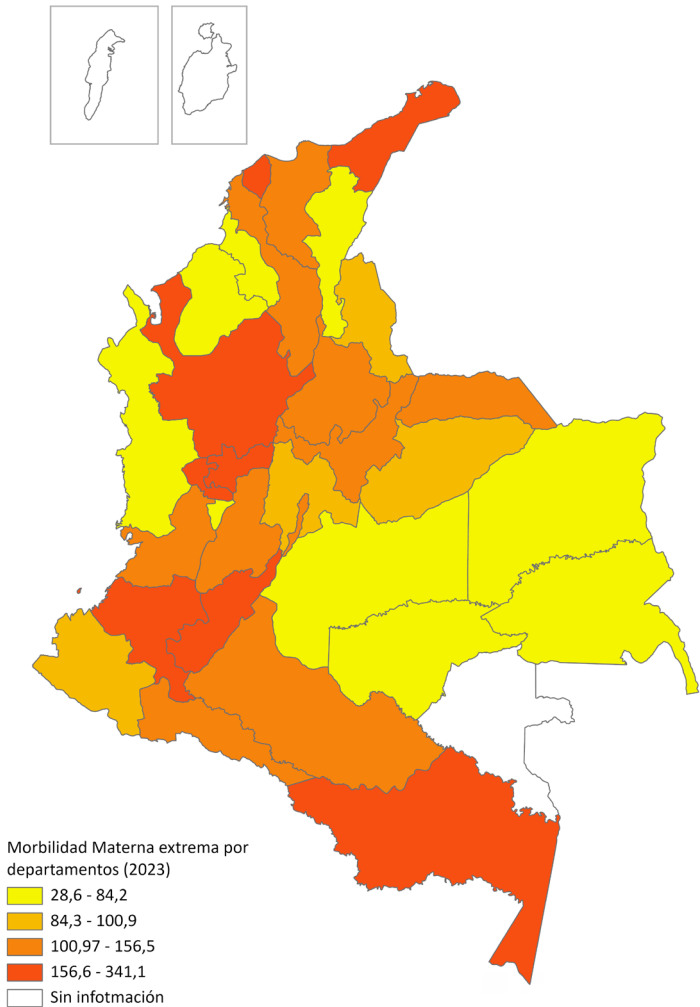 Morbilidad Materna extrema por
departamentos (2023)
28,6 - 84,2
84,3 - 100,9
100,97 - 156,5
156,6 - 341,1
Sin infotmación